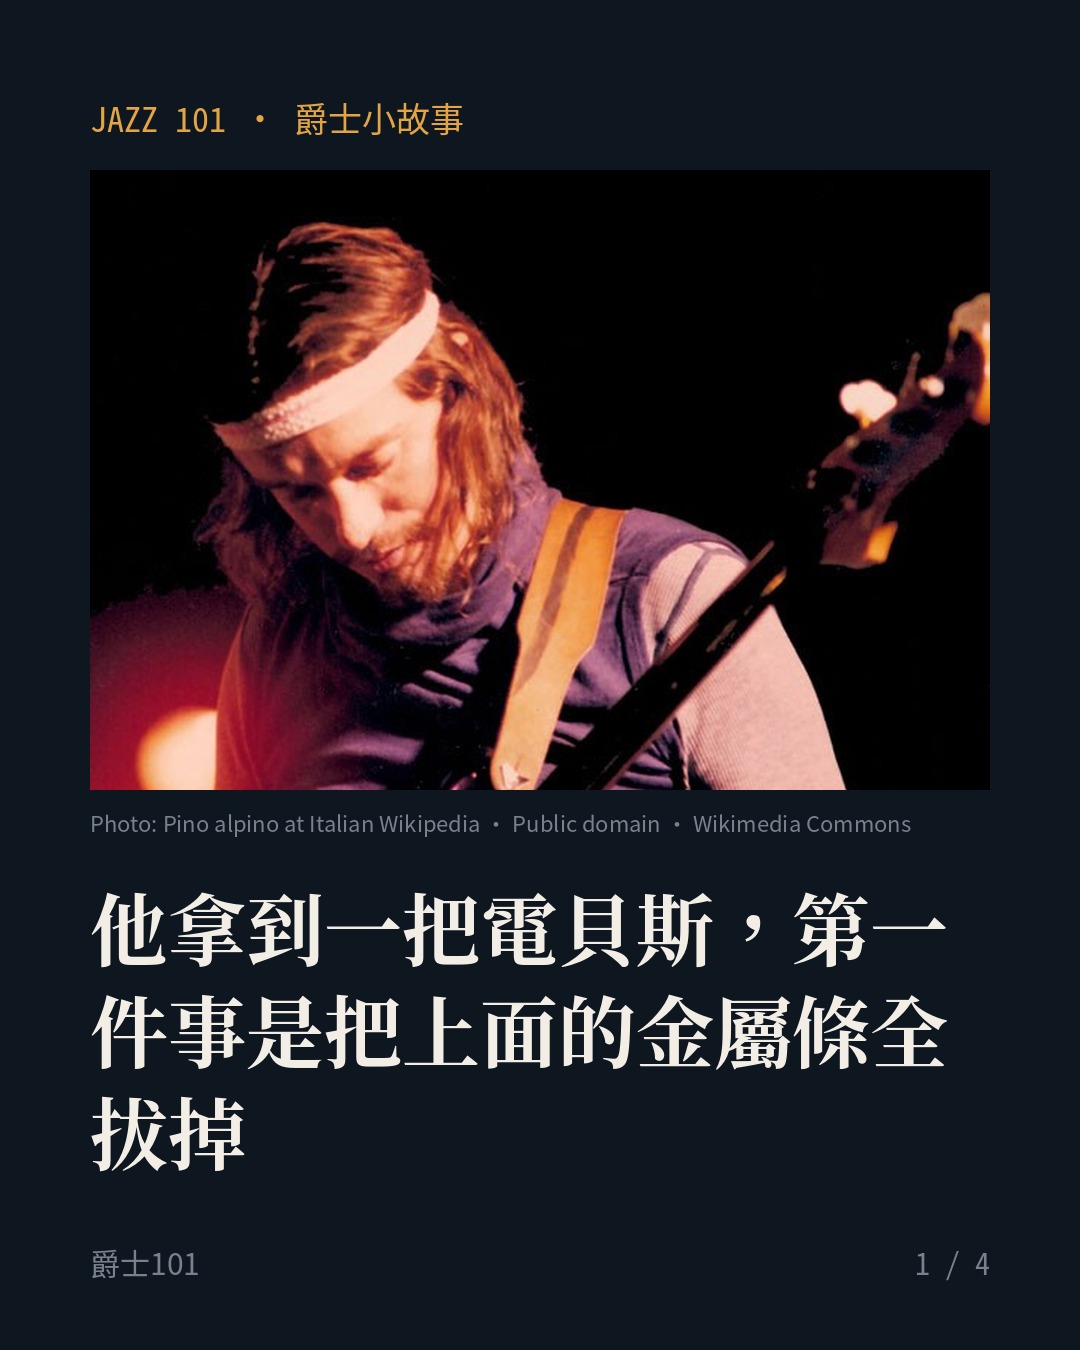 JAZZ 101 · 爵士小故事
Photo: Pino alpino at Italian Wikipedia · Public domain · Wikimedia Commons
他拿到一把電貝斯，第一
件事是把上面的金屬條全
拔掉
爵士101
1 / 4